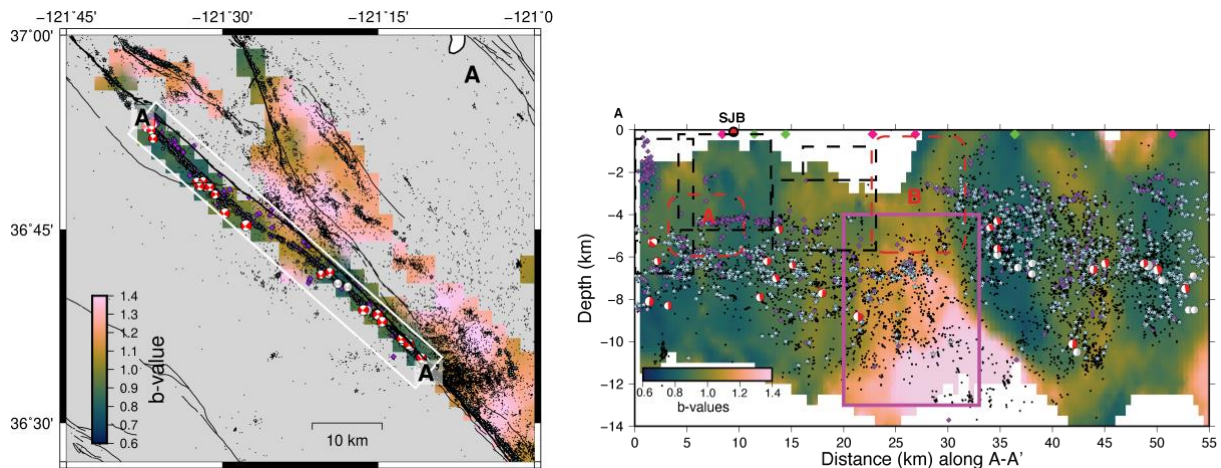 −121°45' −121°30' −121°15' −121°0
37°00'
A
A
36°45'
1.4
1.3
1.2
1.1
1.0
0.9
0.8
0.7
0.6
b-value
A
10 km
36°30'
A
SJB
0
−2
−4
−6
−8
−10
−12
−14
Depth (km)
A
B
0.6 0.8 1.0 1.2 1.4
b-values
0 5 10 15 20 25 30 35 40 45 50 55
Distance (km) along A-A'